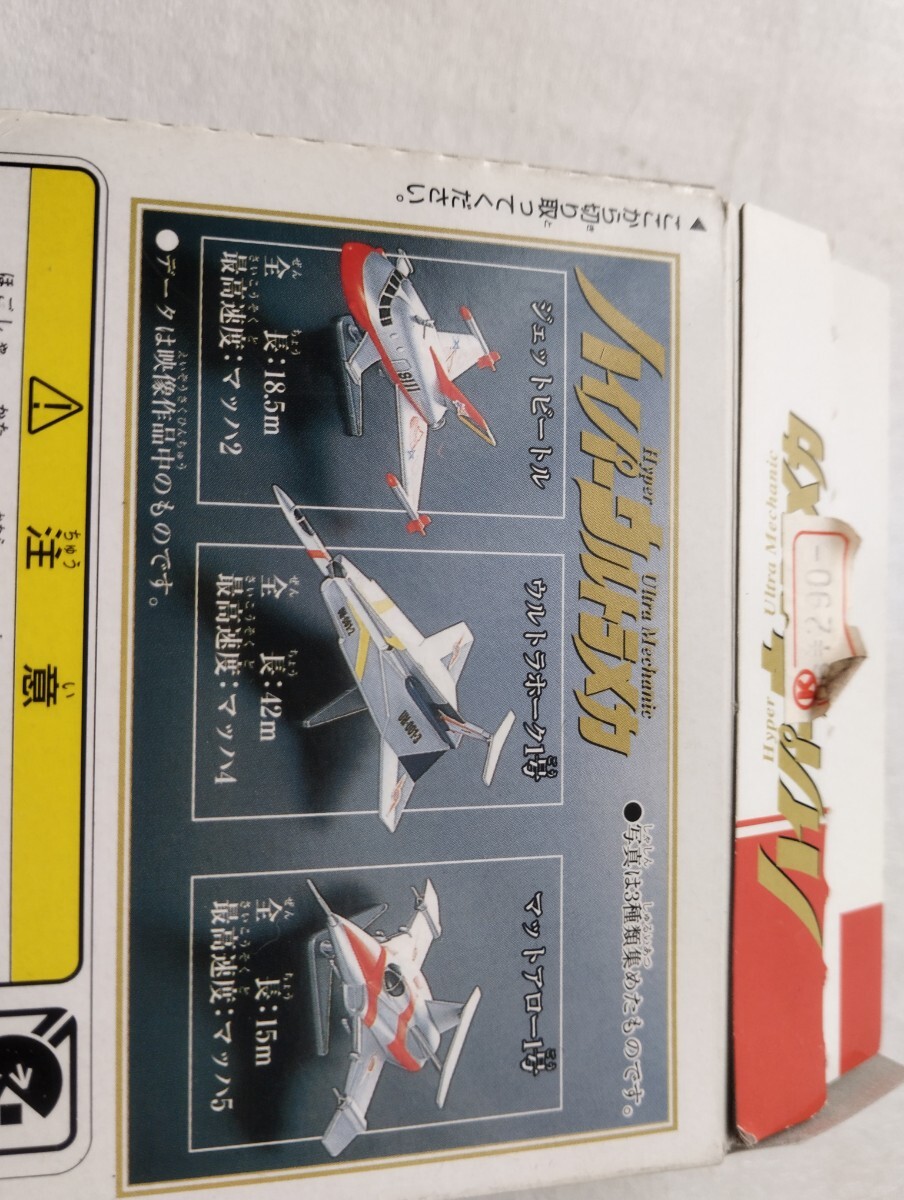 ▲ここから切り取ってください。
ハイパーウルトラメカ
Hyper Ultra Mechanic
●写真は3種類集めたものです。
ジェットビートル
全長：18.5m
最高速度：マッハ2
ウルトラホーク1号
全長：42m
最高速度：マッハ4
マットアロー1号
全長：15m
最高速度：マッハ5
●データは映像作品中のものです。
⚠注意
Hyper Ultra Mechanic